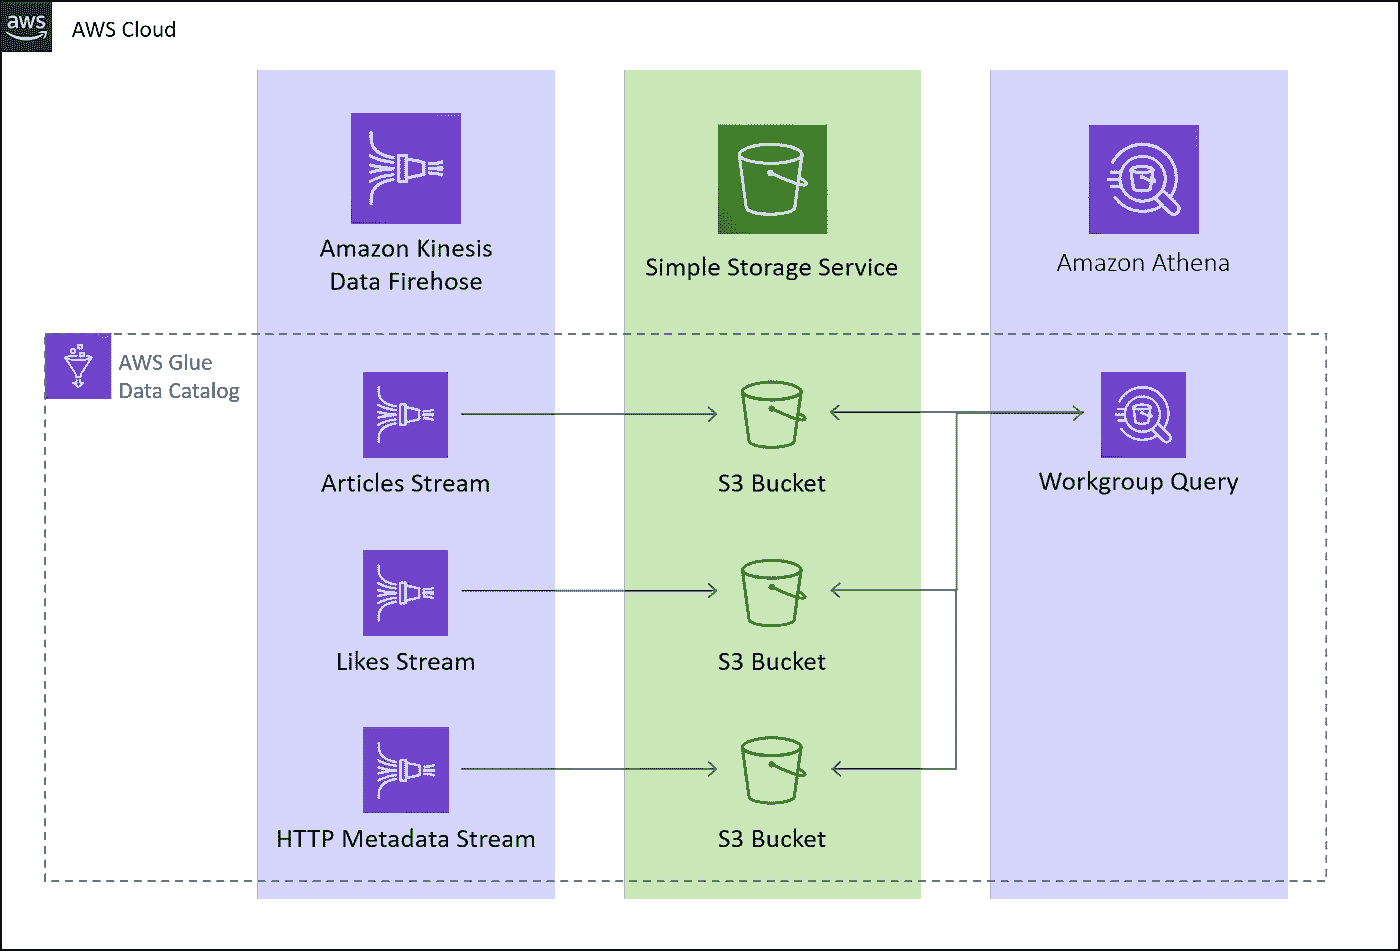 aws
AWS Cloud
Amazon Kinesis
Data Firehose
Simple Storage Service
Amazon Athena
AWS Glue
Data Catalog
Articles Stream
S3 Bucket
Workgroup Query
Likes Stream
S3 Bucket
HTTP Metadata Stream
S3 Bucket